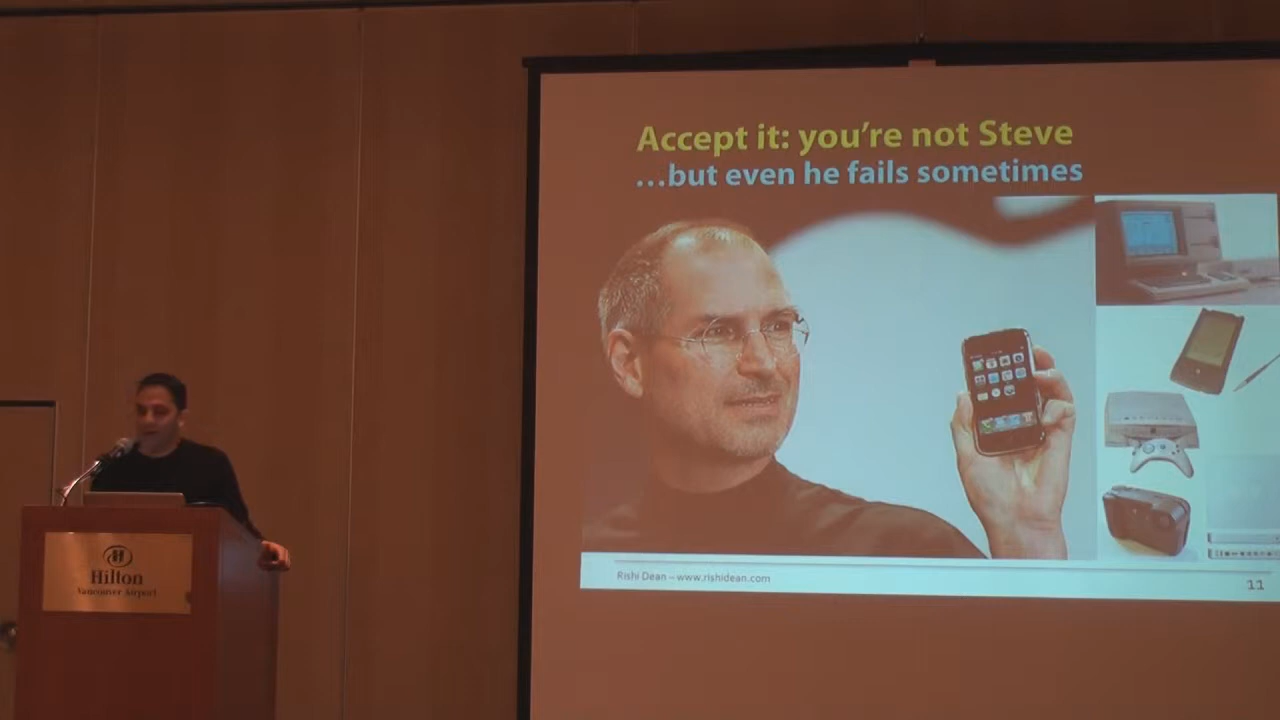 Accept it: you're not Steve
...but even he fails sometimes
Rishi Dean – www.rishidean.com
11
H
Hilton
Vancouver Airport